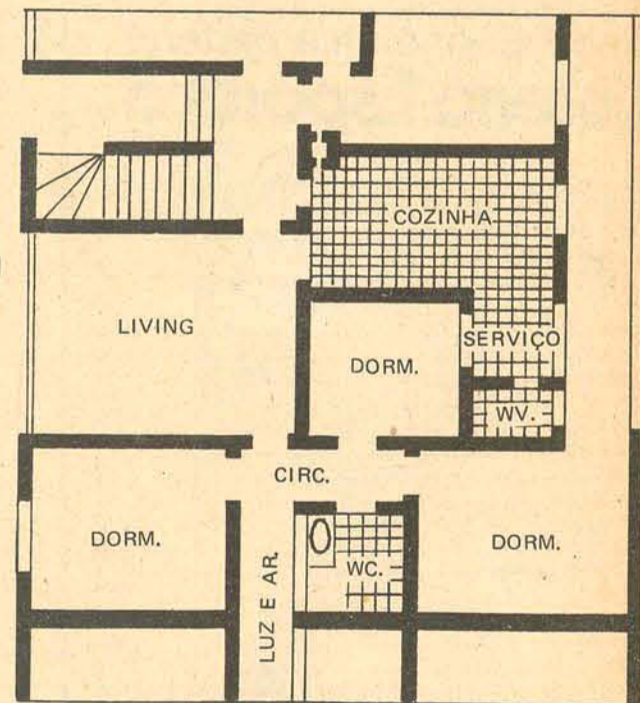 COZINHA
LIVING
SERVIÇO
DORM.
WV.
CIRC.
DORM.
DORM.
WC.
LUZ E AR.